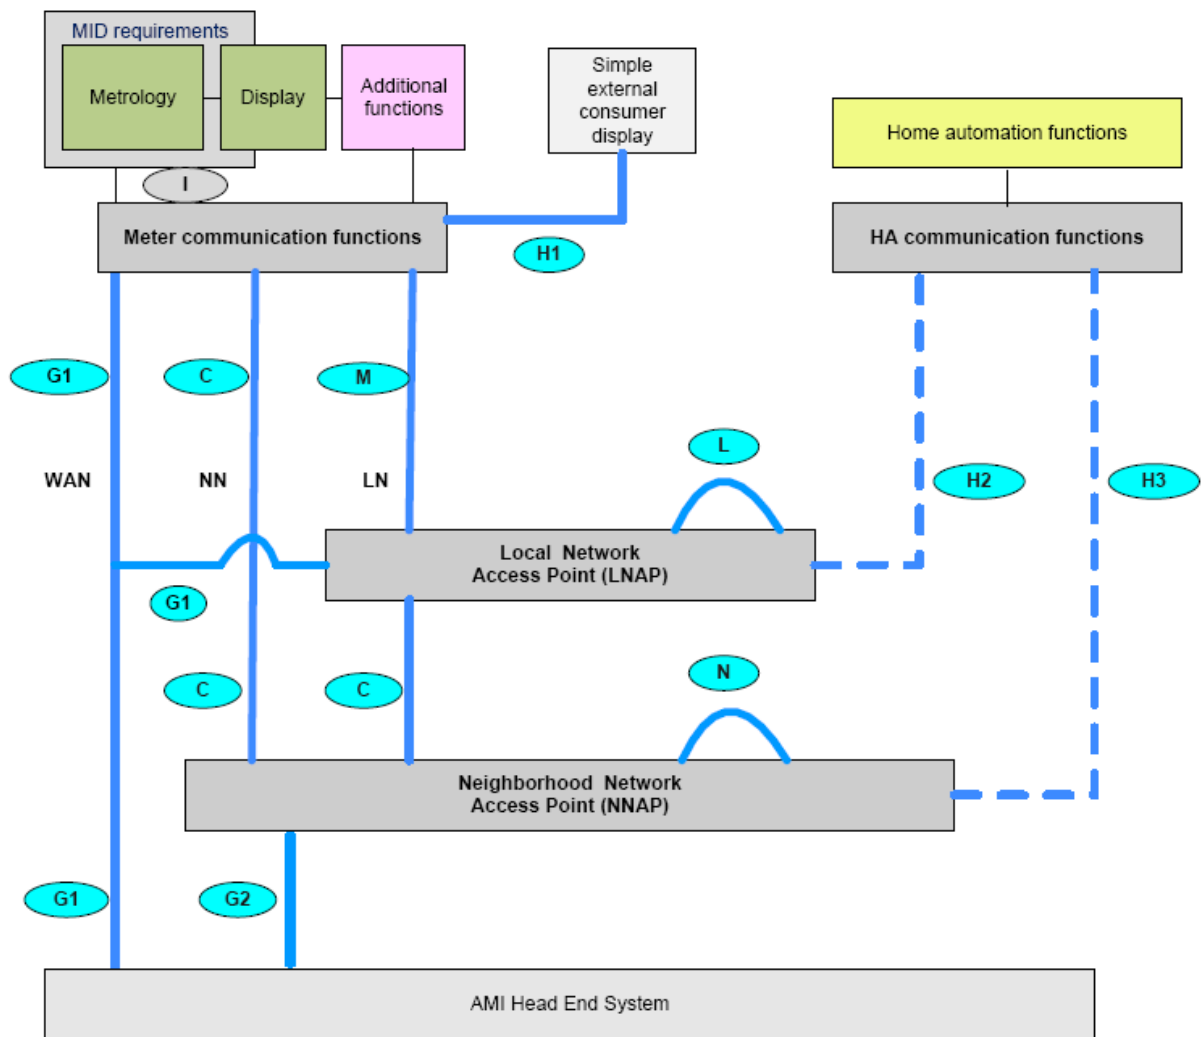 MID requirements
Metrology
Display
Additional
functions
Simple
external
consumer
display
Home automation functions
I
Meter communication functions
H1
HA communication functions
G1
C
M
L
WAN
NN
LN
H2
H3
Local Network
Access Point (LNAP)
G1
C
C
N
Neighborhood Network
Access Point (NNAP)
G1
G2
AMI Head End System